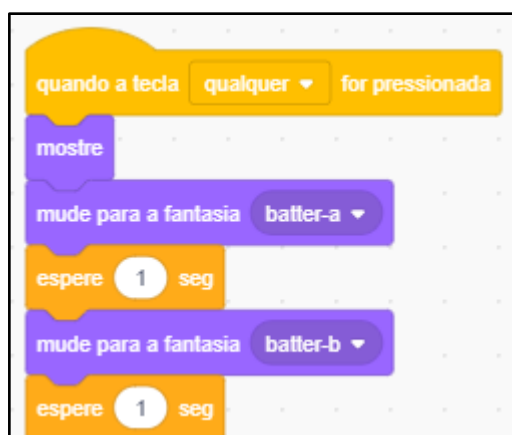 quando a tecla qualquer for pressionada
mostre
mude para a fantasia batter-a
espere 1 seg
mude para a fantasia batter-b
espere 1 seg